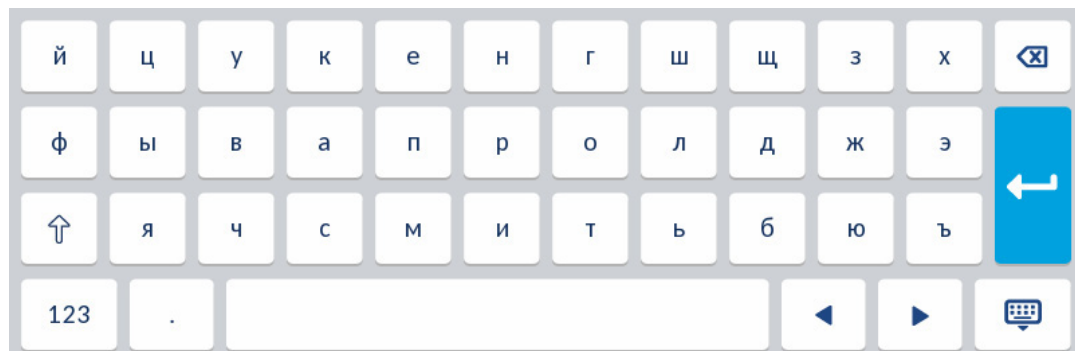 й ц у к е н г ш щ з х
ф ы в а п р о л д ж э
я ч с м и т ь б ю ъ
123 .